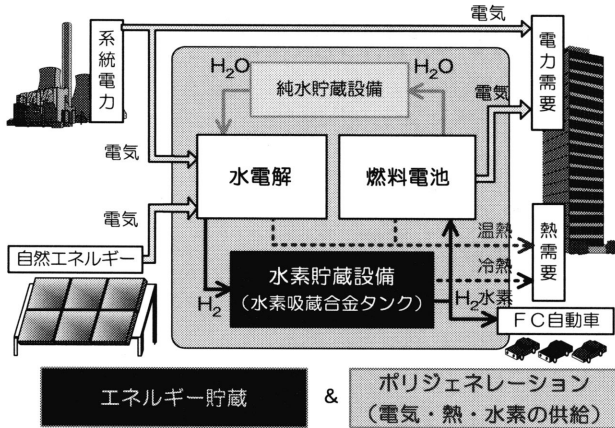 電気
系統電力
電力需要
H₂O
H₂O
純水貯蔵設備
電気
電気
水電解
燃料電池
電気
温熱
熱需要
自然エネルギー
冷熱
水素貯蔵設備
(水素吸蔵合金タンク)
H₂
H₂水素
FC自動車
エネルギー貯蔵
&
ポリジェネレーション
(電気・熱・水素の供給)